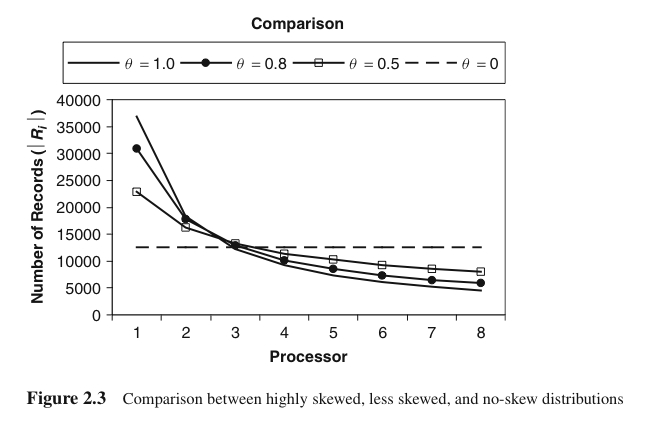 Comparison
θ = 1.0 θ = 0.8 θ = 0.5 θ = 0
Number of Records (| Ri |)
40000
35000
30000
25000
20000
15000
10000
5000
0
1 2 3 4 5 6 7 8
Processor
Figure 2.3 Comparison between highly skewed, less skewed, and no-skew distributions